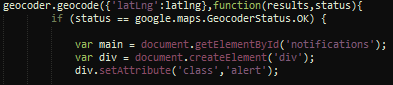 geocoder.geocode({'latLng':latlng},function(results,status){
if (status == google.maps.GeocoderStatus.OK) {
var main = document.getElementById('notifications');
var div = document.createElement('div');
div.setAttribute('class','alert');